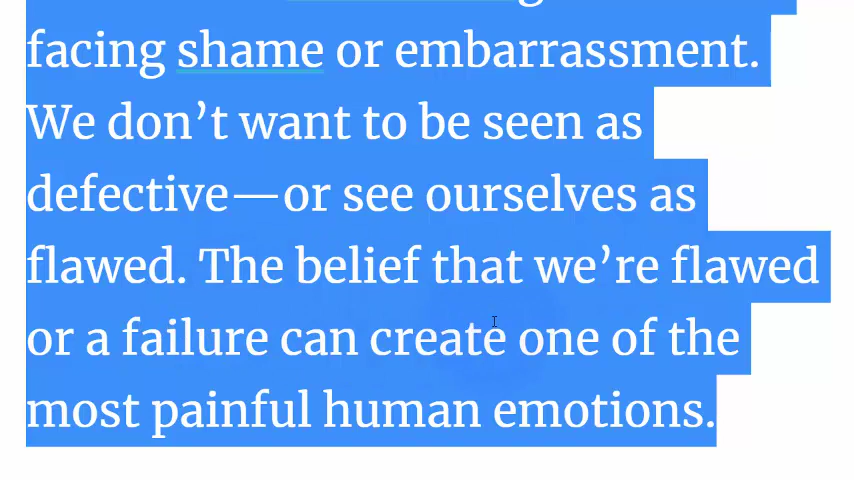 facing shame or embarrassment.
We don’t want to be seen as
defective—or see ourselves as
flawed. The belief that we’re flawed
or a failure can create one of the
most painful human emotions.